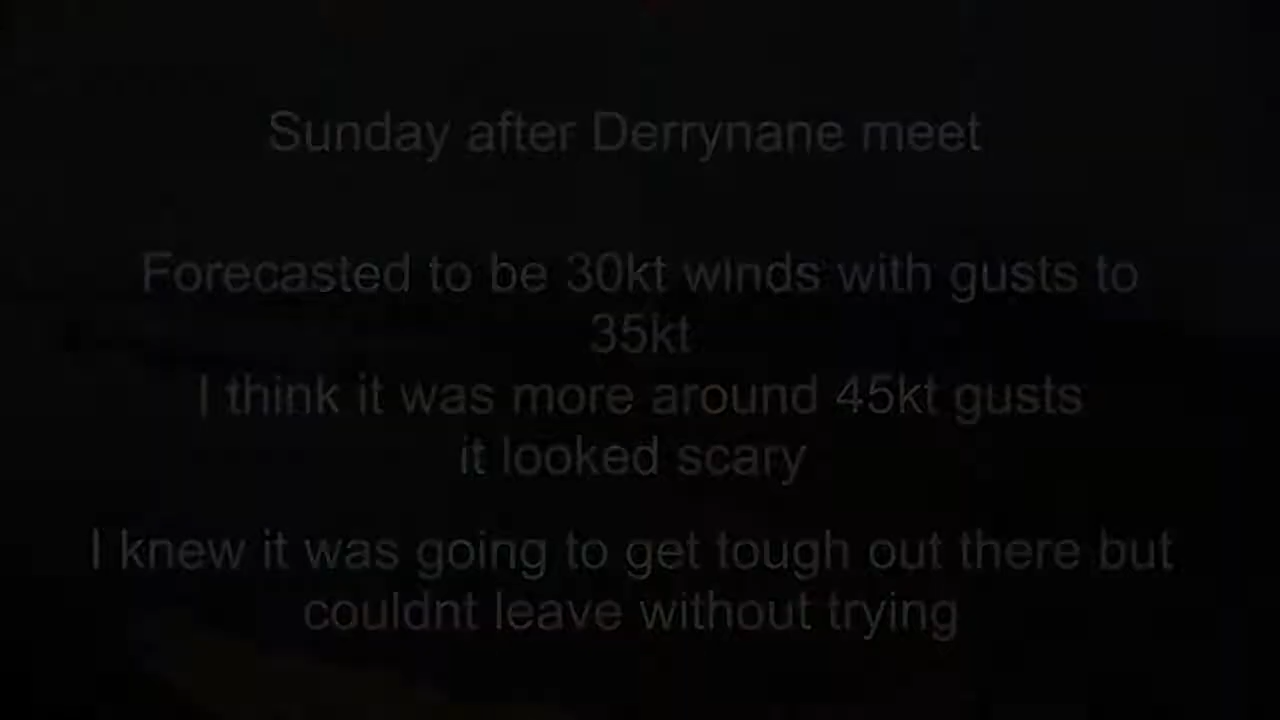 Sunday after Derrynane meet
Forecasted to be 30kt winds with gusts to
35kt
I think it was more around 45kt gusts
it looked scary
I knew it was going to get tough out there but
couldnt leave without trying